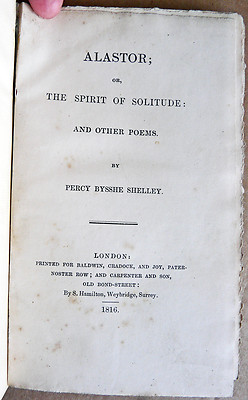 ALASTOR;
OR,
THE SPIRIT OF SOLITUDE:
AND OTHER POEMS.
BY
PERCY BYSSHE SHELLEY.
LONDON:
PRINTED FOR BALDWIN, CRADOCK, AND JOY, PATER-
NOSTER ROW; AND CARPENTER AND SON,
OLD BOND-STREET:
By S. Hamilton, Weybridge, Surrey.
1816.